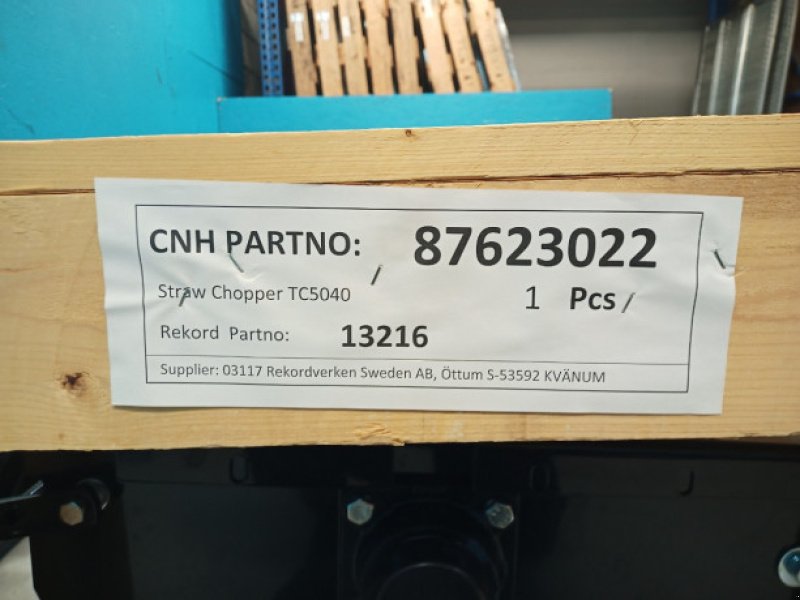 CNH PARTNO: 87623022
Straw Chopper TC5040 1 Pcs
Rekord Partno: 13216
Supplier: 03117 Rekordverken Sweden AB, Öttum S-53592 KVÄNUM